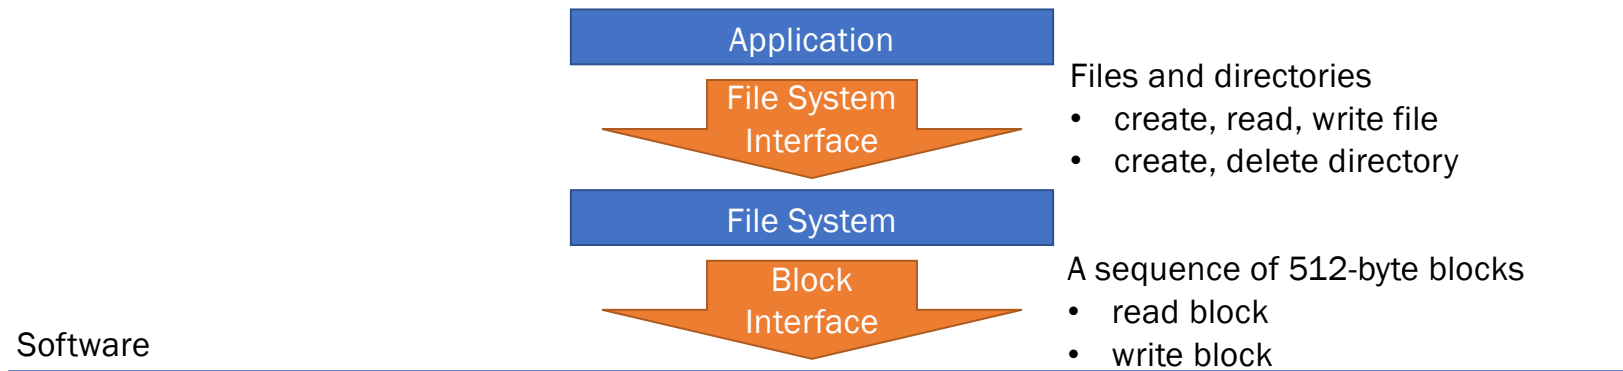 Application
File System
Interface
Files and directories
• create, read, write file
• create, delete directory
File System
Block
Interface
A sequence of 512-byte blocks
• read block
• write block
Software